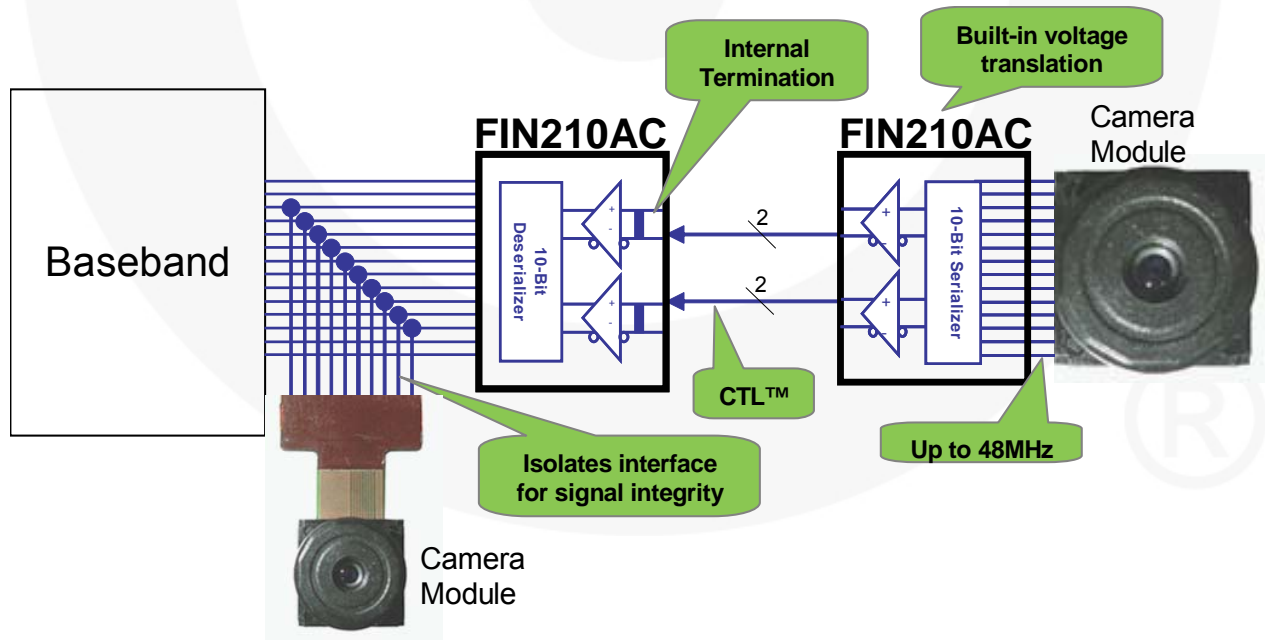 Internal
Termination
Built-in voltage
translation
FIN210AC
FIN210AC
Camera
Module
Baseband
10-Bit
Deserializer
+
-
+
-
2
2
+
-
+
-
10-Bit Serializer
CTL™
Up to 48MHz
Isolates interface
for signal integrity
Camera
Module
®